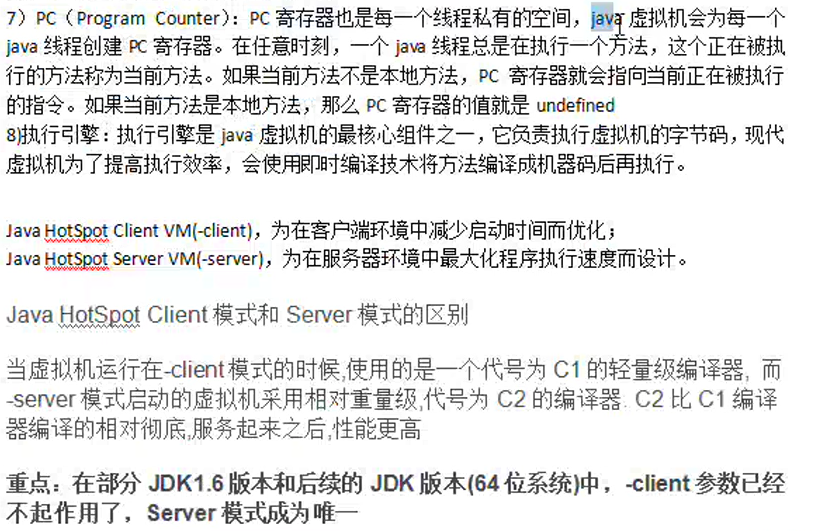 7）PC（Program Counter）：PC 寄存器也是每一个线程私有的空间，java 虚拟机会为每一个
java 线程创建 PC 寄存器。在任意时刻，一个 java 线程总是在执行一个方法，这个正在被执
行的方法称为当前方法。如果当前方法不是本地方法，PC 寄存器就会指向当前正在被执行
的指令。如果当前方法是本地方法，那么 PC 寄存器的值就是 undefined
8)执行引擎：执行引擎是 java 虚拟机的最核心组件之一，它负责执行虚拟机的字节码，现代
虚拟机为了提高执行效率，会使用即时编译技术将方法编译成机器码后再执行。
Java HotSpot Client VM(-client)，为在客户端环境中减少启动时间而优化；
Java HotSpot Server VM(-server)，为在服务器环境中最大化程序执行速度而设计。
Java HotSpot Client 模式和 Server 模式的区别
当虚拟机运行在-client 模式的时候,使用的是一个代号为 C1 的轻量级编译器, 而
-server 模式启动的虚拟机采用相对重量级,代号为 C2 的编译器. C2 比 C1 编译
器编译的相对彻底,服务起来之后,性能更高
重点：在部分 JDK1.6 版本和后续的 JDK 版本(64 位系统)中，-client 参数已经
不起作用了，Server 模式成为唯一